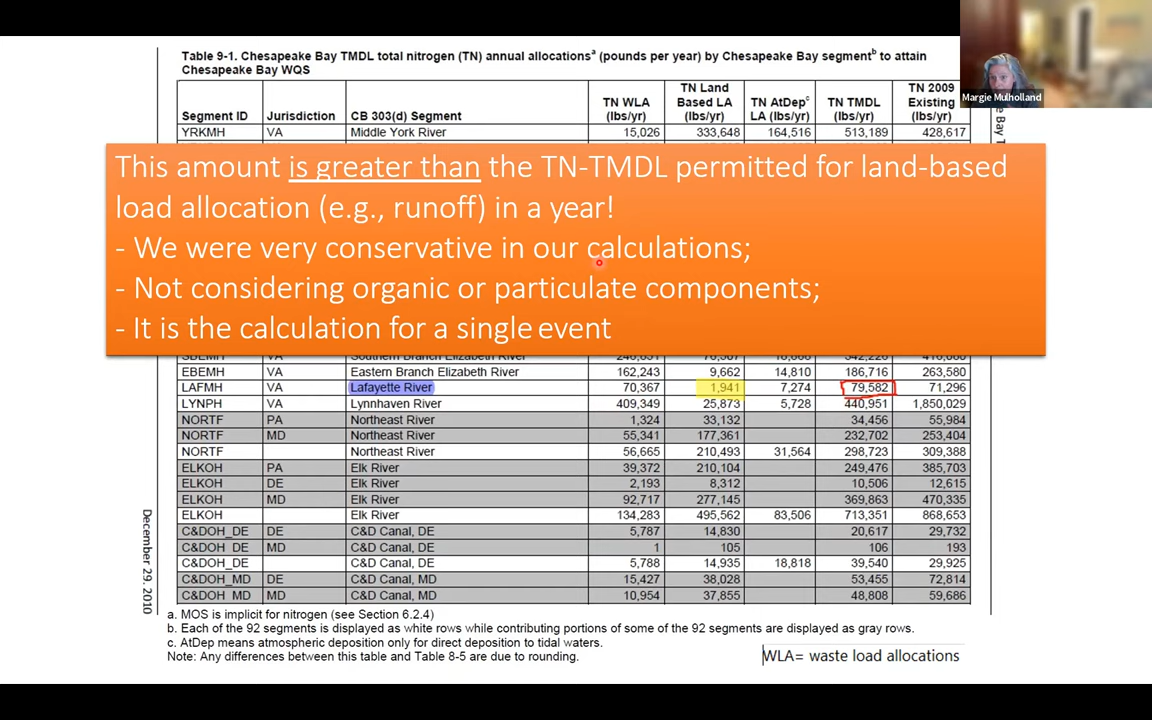 Margie Mulholland
Table 9-1. Chesapeake Bay TMDL total nitrogen (TN) annual allocationsᵃ (pounds per year) by Chesapeake Bay segmentᵇ to attain
Chesapeake Bay WQS
Segment ID Jurisdiction CB 303(d) Segment TN WLA (lbs/yr) TN Land Based LA (lbs/yr) TN AtDepᶜ LA (lbs/yr) TN TMDL (lbs/yr) TN 2009 Existing (lbs/yr)
YRKMH VA Middle York River 15,026 333,648 164,516 513,189 428,617
This amount is greater than the TN-TMDL permitted for land-based
load allocation (e.g., runoff) in a year!
- We were very conservative in our calculations;
- Not considering organic or particulate components;
- It is the calculation for a single event
SBEMH VA Southern Branch Elizabeth River
EBEMH VA Eastern Branch Elizabeth River 162,243 9,662 14,810 186,716 263,580
LAFMH VA Lafayette River 70,367 1,941 7,274 79,582 71,296
LYNPH VA Lynnhaven River 409,349 25,873 5,728 440,951 1,850,029
NORTF PA Northeast River 1,324 33,132 34,456 55,984
NORTF MD Northeast River 55,341 177,361 232,702 253,404
NORTF Northeast River 56,665 210,493 31,564 298,723 309,388
ELKOH PA Elk River 39,372 210,104 249,476 385,703
ELKOH DE Elk River 2,193 8,312 10,506 12,615
ELKOH MD Elk River 92,717 277,145 369,863 470,335
ELKOH Elk River 134,283 495,562 83,506 713,351 868,653
C&DOH_DE DE C&D Canal, DE 5,787 14,830 20,617 29,732
C&DOH_DE MD C&D Canal, DE 1 105 106 193
C&DOH_DE C&D Canal, DE 5,788 14,935 18,818 39,540 29,925
C&DOH_MD DE C&D Canal, MD 15,427 38,028 53,455 72,814
C&DOH_MD MD C&D Canal, MD 10,954 37,855 48,808 59,686
a. MOS is implicit for nitrogen (see Section 6.2.4)
b. Each of the 92 segments is displayed as white rows while contributing portions of some of the 92 segments are displayed as gray rows.
c. AtDep means atmospheric deposition only for direct deposition to tidal waters.
Note: Any differences between this table and Table 8-5 are due to rounding.
WLA= waste load allocations
December 29, 2010